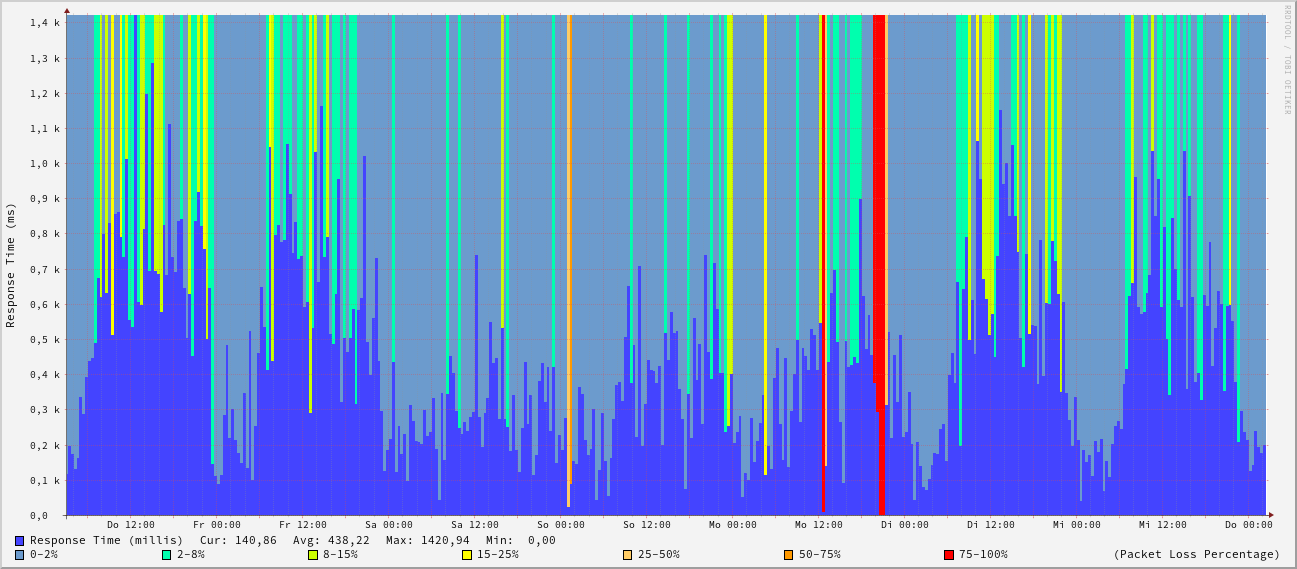 RRDTOOL / TOBI OETIKER
Response Time (ms)
1,4 k
1,3 k
1,2 k
1,1 k
1,0 k
0,9 k
0,8 k
0,7 k
0,6 k
0,5 k
0,4 k
0,3 k
0,2 k
0,1 k
0,0
Do 12:00 Fr 00:00 Fr 12:00 Sa 00:00 Sa 12:00 So 00:00 So 12:00 Mo 00:00 Mo 12:00 Di 00:00 Di 12:00 Mi 00:00 Mi 12:00 Do 00:00
Response Time (millis) Cur: 140,86 Avg: 438,22 Max: 1420,94 Min: 0,00
0-2% 2-8% 8-15% 15-25% 25-50% 50-75% 75-100% (Packet Loss Percentage)